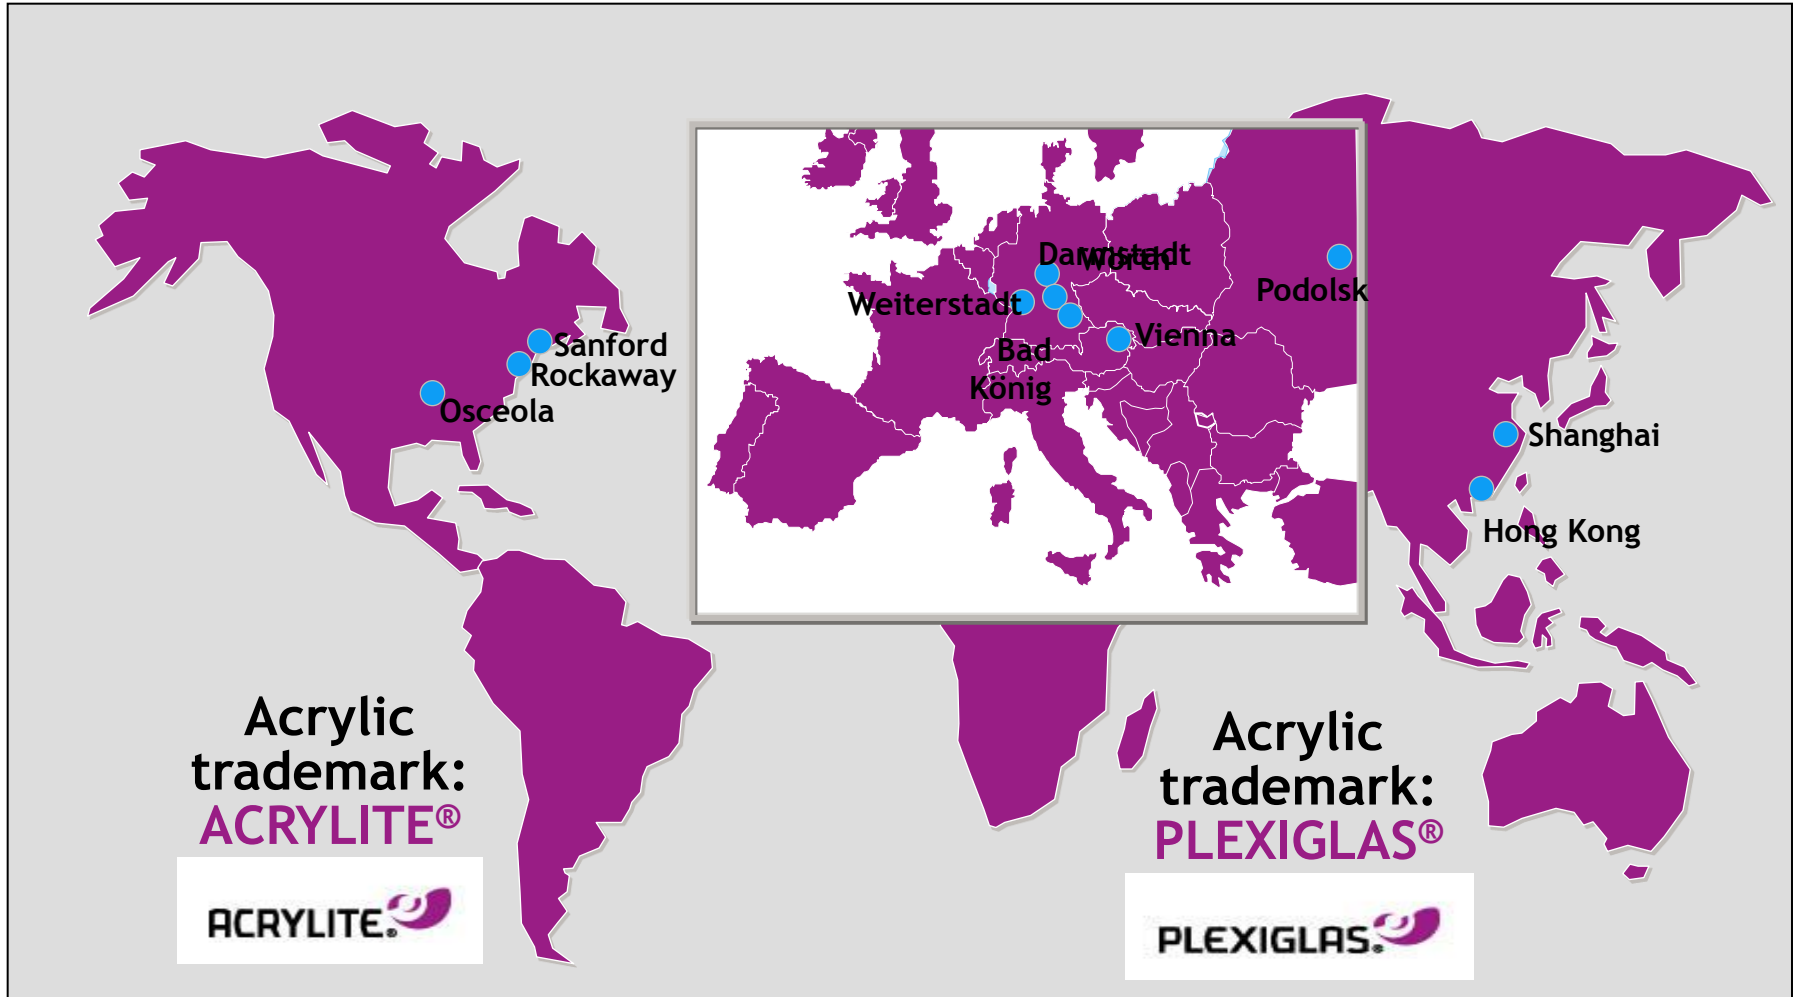 Darmstadt
Wörth
Weiterstadt
Podolsk
Sanford
Rockaway
Osceola
Vienna
Bad
König
Shanghai
Hong Kong
Acrylic
trademark:
ACRYLITE®
ACRYLITE®
Acrylic
trademark:
PLEXIGLAS®
PLEXIGLAS®